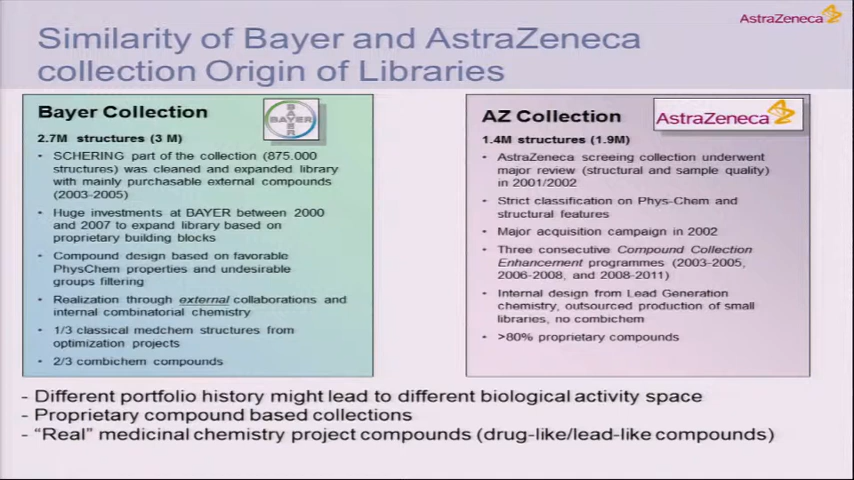 AstraZeneca
Similarity of Bayer and AstraZeneca
collection Origin of Libraries
Bayer Collection
BAYER
BAYER
2.7M structures (3 M)
• SCHERING part of the collection (875.000
structures) was cleaned and expanded library
with mainly purchasable external compounds
(2003-2005)
• Huge investments at BAYER between 2000
and 2007 to expand library based on
proprietary building blocks
• Compound design based on favorable
PhysChem properties and undesirable
groups filtering
• Realization through external collaborations and
internal combinatorial chemistry
• 1/3 classical medchem structures from
optimization projects
• 2/3 combichem compounds
AZ Collection
AstraZeneca
1.4M structures (1.9M)
• AstraZeneca screeing collection underwent
major review (structural and sample quality)
in 2001/2002
• Strict classification on Phys-Chem and
structural features
• Major acquisition campaign in 2002
• Three consecutive Compound Collection
Enhancement programmes (2003-2005,
2006-2008, and 2008-2011)
• Internal design from Lead Generation
chemistry, outsourced production of small
libraries, no combichem
• >80% proprietary compounds
- Different portfolio history might lead to different biological activity space
- Proprietary compound based collections
- “Real” medicinal chemistry project compounds (drug-like/lead-like compounds)